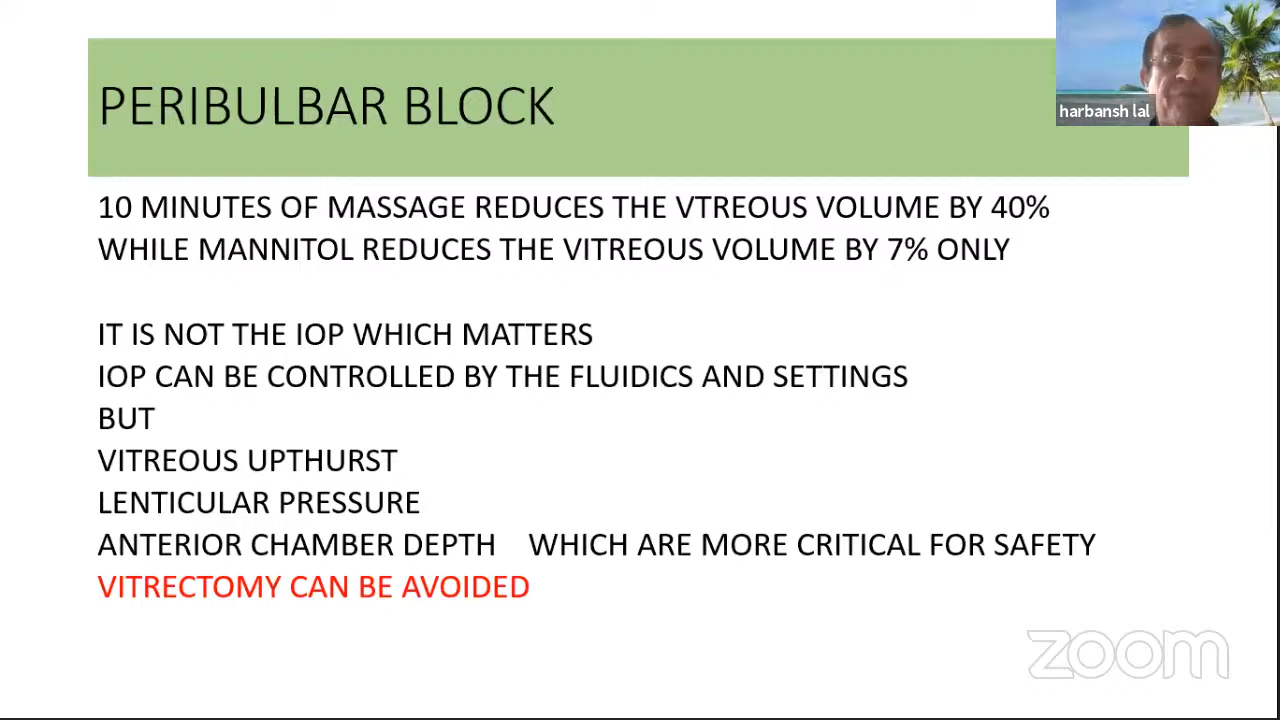 PERIBULBAR BLOCK
harbansh lal
10 MINUTES OF MASSAGE REDUCES THE VTREOUS VOLUME BY 40%
WHILE MANNITOL REDUCES THE VITREOUS VOLUME BY 7% ONLY
IT IS NOT THE IOP WHICH MATTERS
IOP CAN BE CONTROLLED BY THE FLUIDICS AND SETTINGS
BUT
VITREOUS UPTHURST
LENTICULAR PRESSURE
ANTERIOR CHAMBER DEPTH WHICH ARE MORE CRITICAL FOR SAFETY
VITRECTOMY CAN BE AVOIDED
zoom